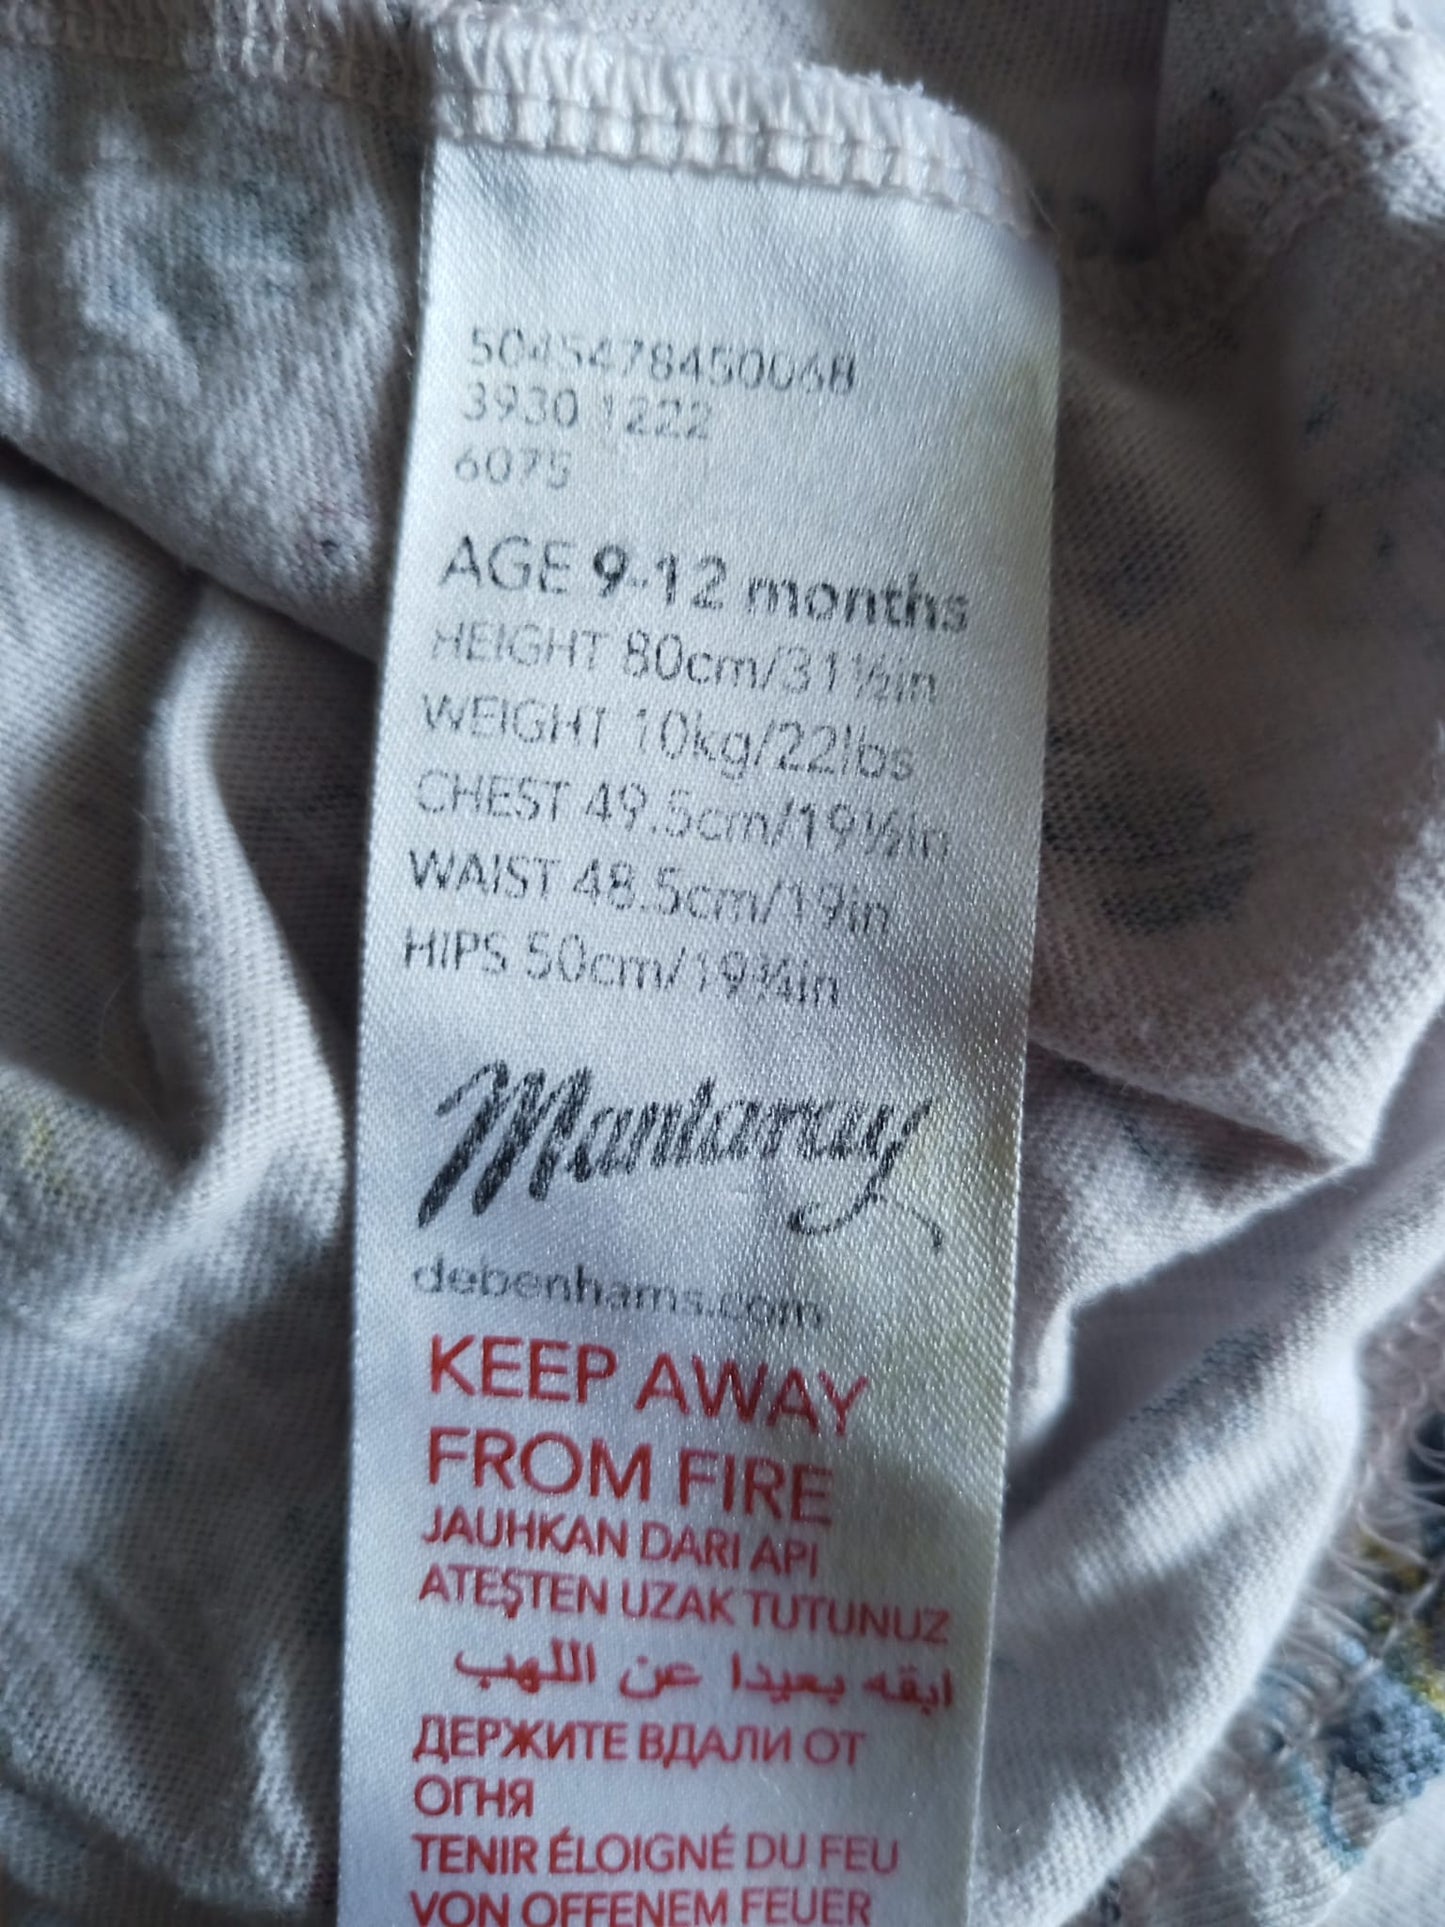 5045478450068
3930 1222
6075
AGE 9-12 months
HEIGHT 80cm/31½in
WEIGHT 10kg/22lbs
CHEST 49.5cm/19½in
WAIST 48.5cm/19in
HIPS 50cm/19¾in
Mantaray
debenhams.com
KEEP AWAY
FROM FIRE
JAUHKAN DARI API
ATEŞTEN UZAK TUTUNUZ
ابقه بعيدا عن اللهب
ДЕРЖИТЕ ВДАЛИ ОТ
ОГНЯ
TENIR ÉLOIGNÉ DU FEU
VON OFFENEM FEUER